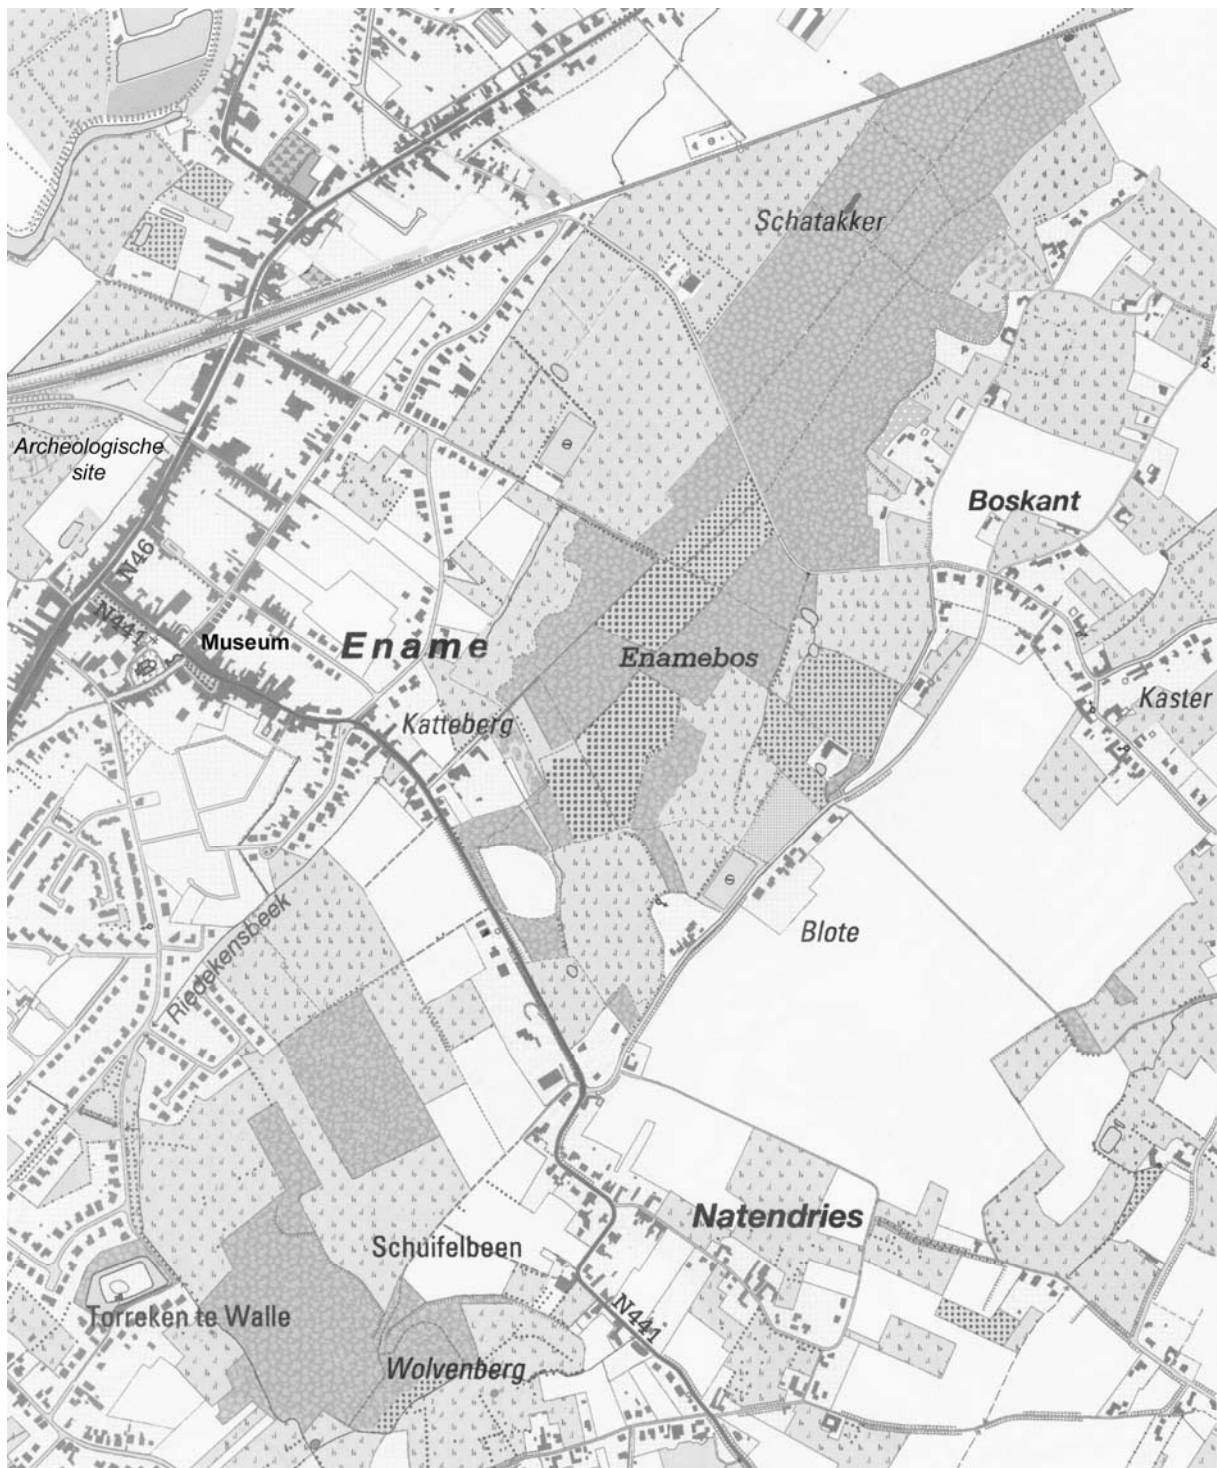 Schatakker
Archeologische
site
Boskant
N46
N441
Museum
Ename
Enamebos
Kaster
Katteberg
Blote
Riedekensbeek
Natendries
Schuifelbeen
Torreken te Walle
N441
Wolvenberg